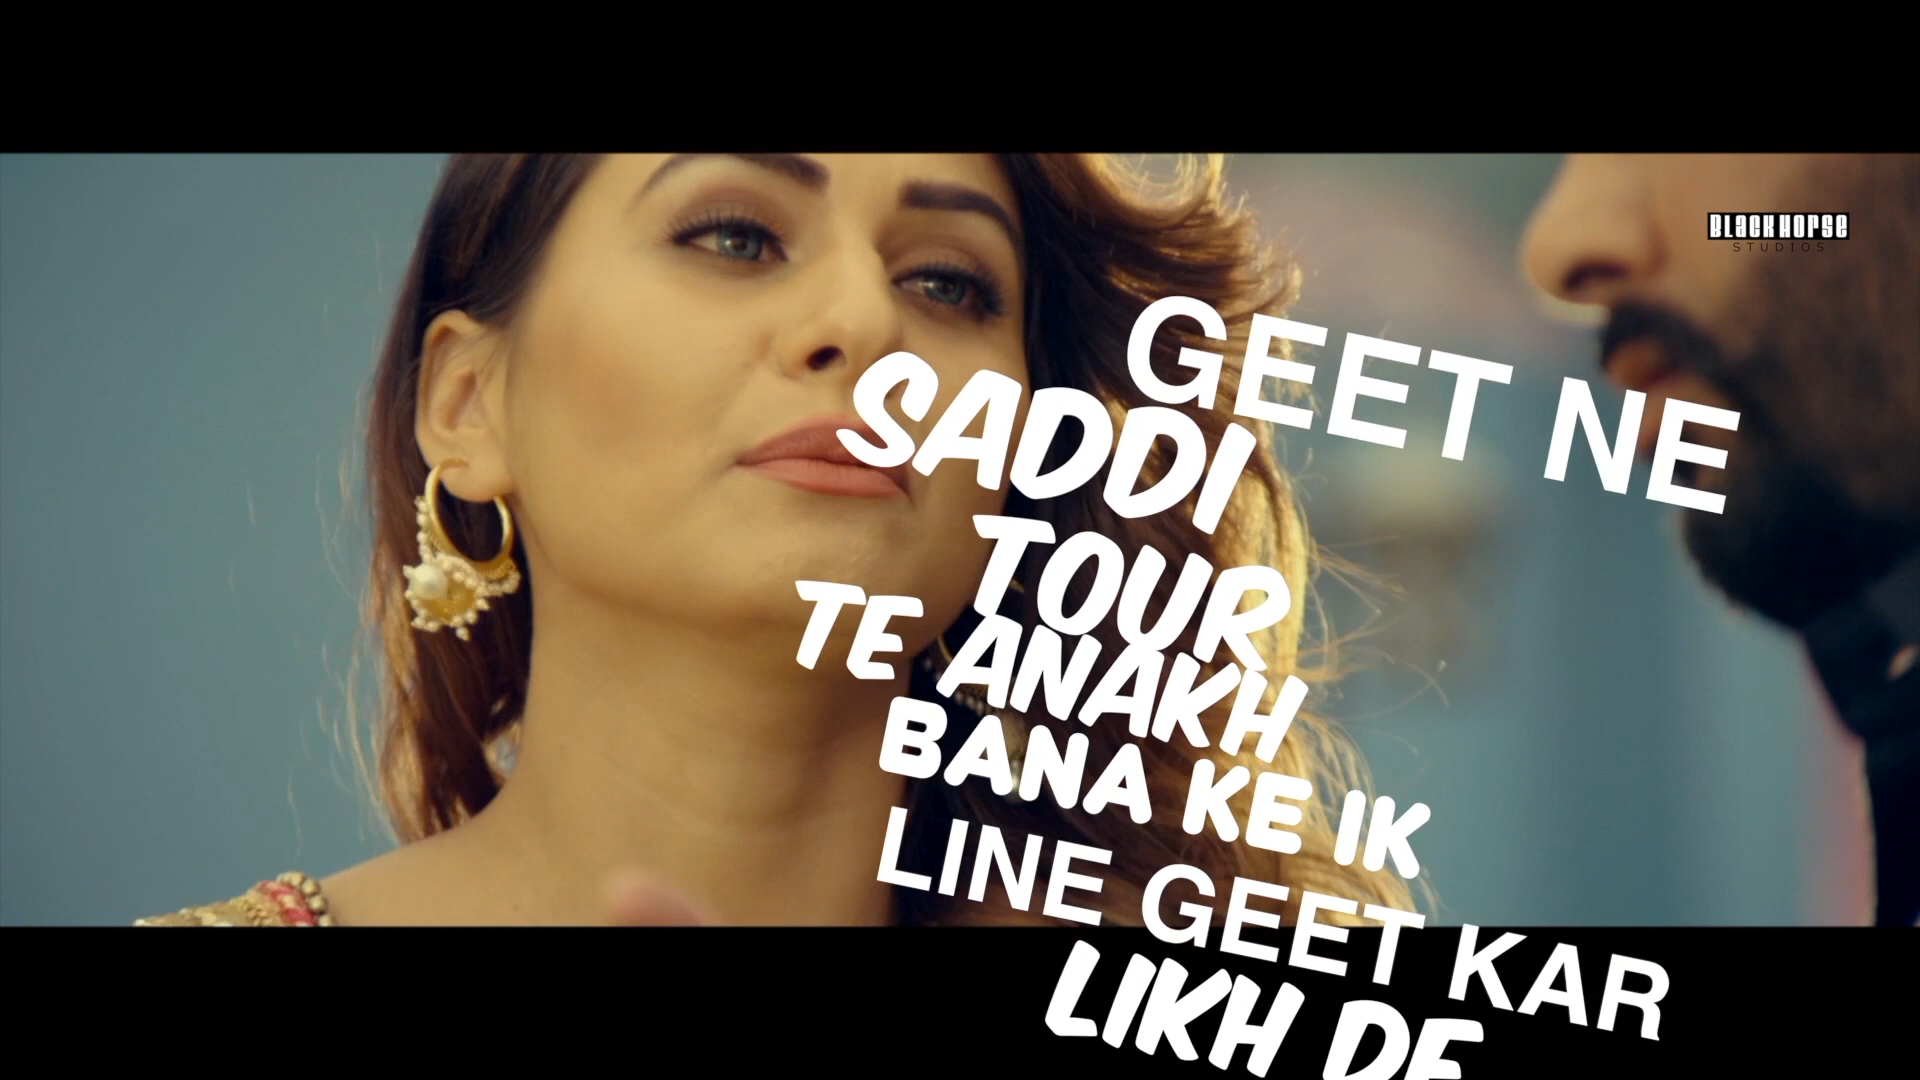 BLACK HORSE
STUDIOS
GEET NE
SADDI
TOUR
TE ANAKH
BANA KE IK
LINE GEET KAR
LIKH DE